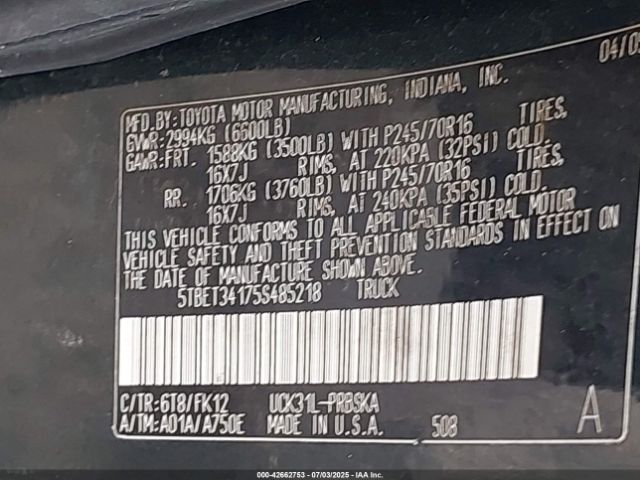 04/05
MFD.BY:TOYOTA MOTOR MANUFACTURING, INDIANA, INC.
GVWR:2994KG (6600LB)
GAWR:FRT. 1588KG (3500LB) WITH P245/70R16 TIRES,
16X7J RIMS, AT 220KPA (32PSI) COLD.
RR. 1706KG (3760LB) WITH P245/70R16 TIRES,
16X7J RIMS, AT 240KPA (35PSI) COLD.
THIS VEHICLE CONFORMS TO ALL APPLICABLE FEDERAL MOTOR
VEHICLE SAFETY AND THEFT PREVENTION STANDARDS IN EFFECT ON
THE DATE OF MANUFACTURE SHOWN ABOVE.
5TBET34175S485218 TRUCK
C/TR:6T8/FK12 UCK31L-PRBSKA A
A/TM:A01A/A750E MADE IN U.S.A. 508
000-42662753 - 07/03/2025 - IAA, Inc.